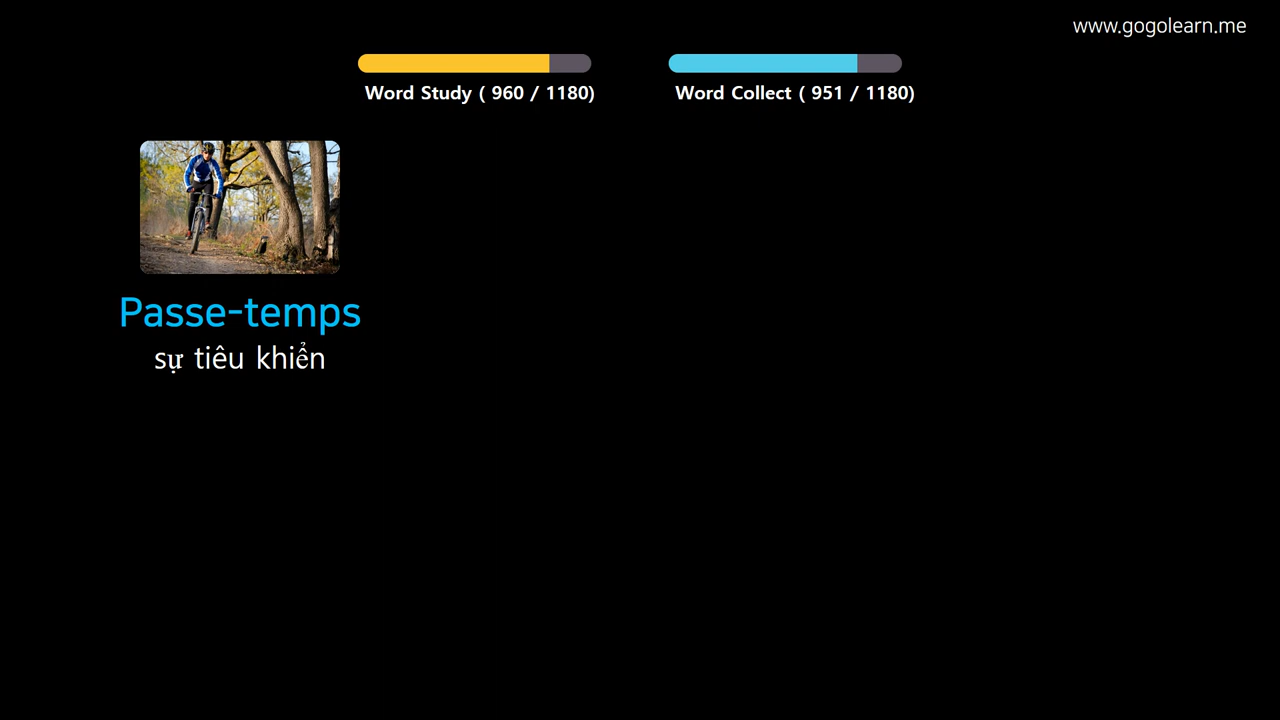 www.gogolearn.me
Word Study ( 960 / 1180)
Word Collect ( 951 / 1180)
Passe-temps
sự tiêu khiển